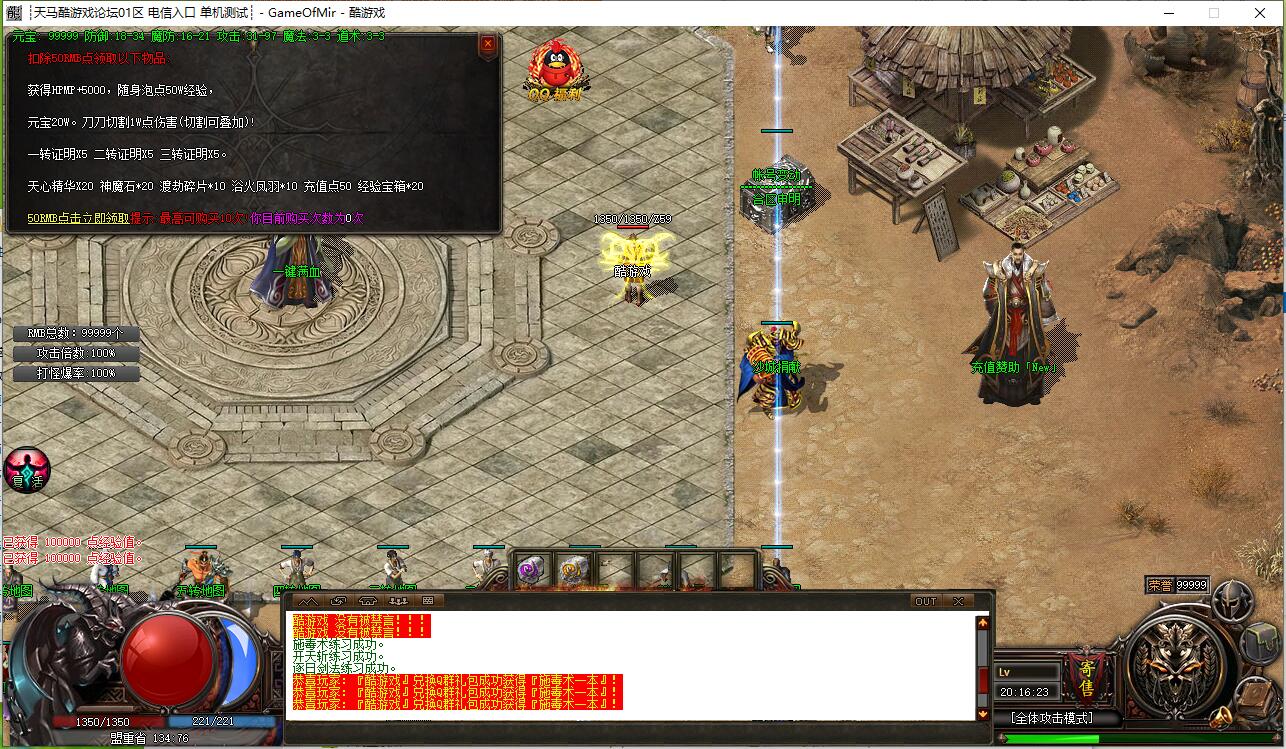 天马酷游戏论坛01区 电信入口 单机测试 - GameOfMir - 酷游戏
元宝: 99999 防御:18-34 魔防:16-21 攻击:31-97 魔法:3-3 道术:3-3
扣除50RMB点领取以下物品
获得HPMP+5000，随身泡点50W经验，
元宝20W。刀刀切割1W点伤害(切割可叠加)!
一转证明X5 二转证明X5 三转证明X5。
天心精华X20 神魔石*20 渡劫碎片*10 浴火凤羽*10 充值点50 经验宝箱*20
50RMB点击立即领取提示:最高可购买10次!你目前购买次数为0次
QQ福利
帐号变动
合区申明
1350/1350/Z59
酷游戏
一键满血
RMB总数：99999个
攻击倍数:100%
打怪爆率:100%
沙城捐献
充值赞助「New」
复活
已获得 100000 点经验值。
已获得 100000 点经验值。
地图
五转地图
荣誉 99999
OUT
酷游戏 没有被禁言!!!!
酷游戏 没有被禁言!!!!
施毒术练习成功。
开天斩练习成功。
逐日剑法练习成功。
恭喜玩家:『酷游戏』兑换Q群礼包成功获得『施毒术一本』!
恭喜玩家:『酷游戏』兑换Q群礼包成功获得『施毒术一本』!
恭喜玩家:『酷游戏』兑换Q群礼包成功获得『施毒术一本』!
Lv
20:16:23
寄售
[全体攻击模式]
1350/1350
221/221
盟重省 134:76